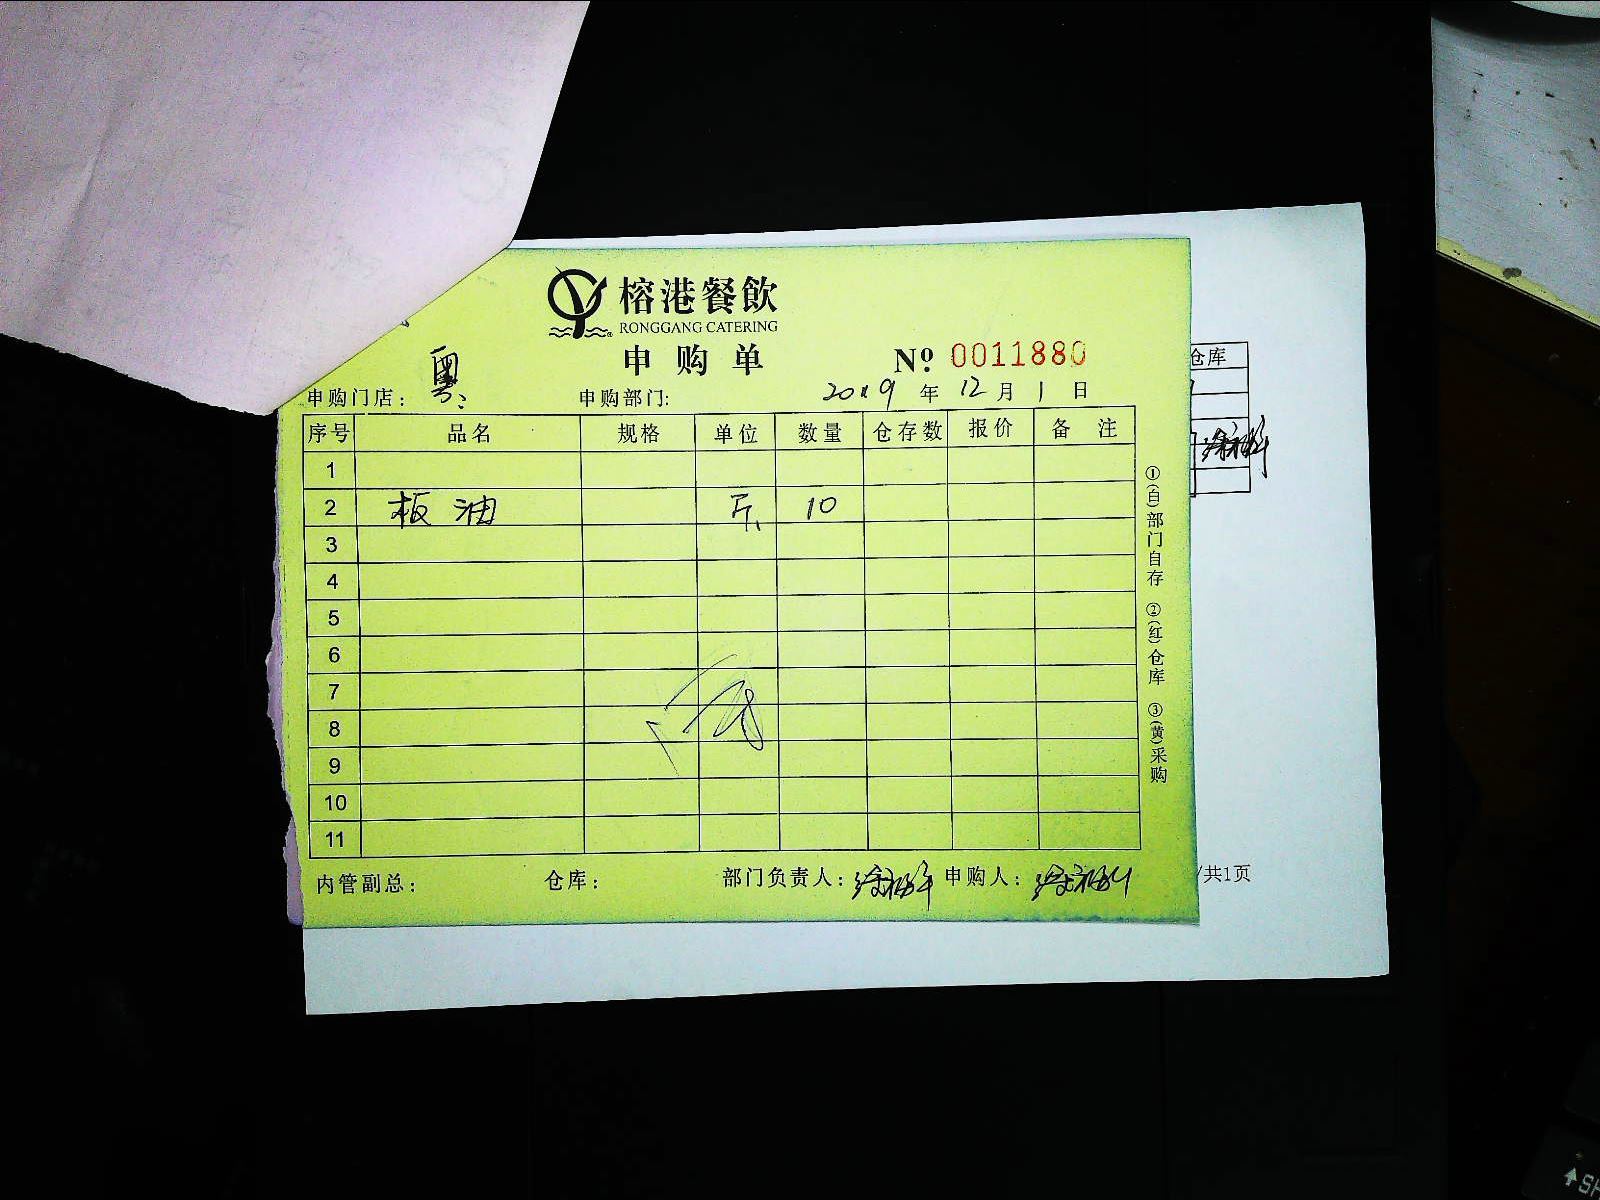 榕港餐飲
RONGGANG CATERING
申购单
№ 0011880
申购门店： 粤 申购部门： 2019 年 12 月 1 日
序号 品名 规格 单位 数量 仓存数 报价 备注
1
2 板油 斤 10
3
4
5
6
7
8
9
10
11
①(白)部门自存 ②(红)仓库 ③(黄)采购
内管副总： 仓库： 部门负责人： 申购人：
仓库
/共1页